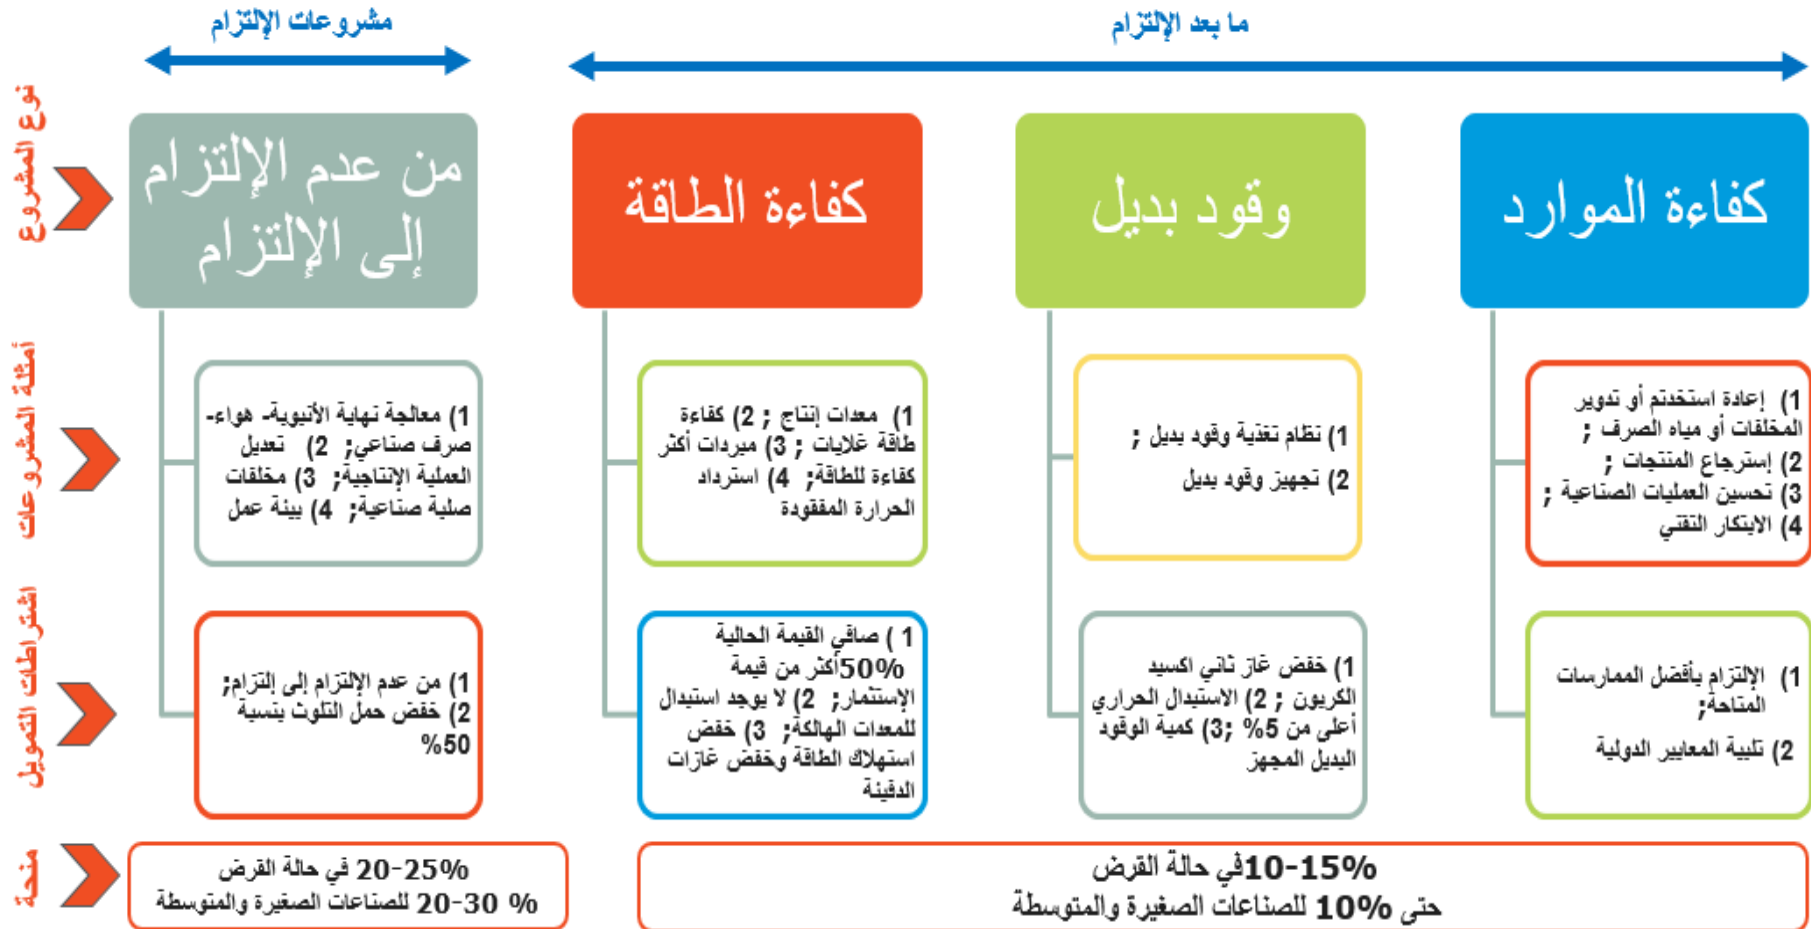 ما بعد الإلتزام
مشروعات الإلتزام
نوع المشروع
كفاءة الموارد
وقود بديل
كفاءة الطاقة
من عدم الإلتزام
إلى الإلتزام
أمثلة المشروعات
1) إعادة استخدتم أو تدوير
المخلفات أو مياه الصرف ;
2) إسترجاع المنتجات ;
3) تحسين العمليات الصناعية ;
4) الابتكار التقتي
1) نظام تغذية وقود بديل ;
2) تجهيز وقود بديل
1) معدات إنتاج ; 2) كفاءة
طاقة غلايات ; 3) مبردات أكثر
كفاءة للطاقة; 4) استرداد
الحرارة المفقودة
1) معالجة نهاية الأنبوبة- هواء-
صرف صناعي; 2) تعديل
العملية الإنتاجية; 3) مخلفات
صلبة صناعية; 4) بيئة عمل
اشتراطات التمويل
1) الإلتزام بأفضل الممارسات
المتاحة;
2) تلبية المعايير الدولية
1) خفض غاز ثاني اكسيد
الكربون ; 2) الاستبدال الحراري
أعلى من 5% ;3) كمية الوقود
البديل المجهز
1 ) صافي القيمة الحالية
50%أكثر من قيمة
الإستثمار; 2) لا يوجد استبدال
للمعدات الهالكة; 3) خفض
استهلاك الطاقة وخفض غازات
الدفيئة
1) من عدم الإلتزام إلى إلتزام;
2) خفض حمل التلوث بنسبة
50%
منحة
10-15%في حالة القرض
حتى 10% للصناعات الصغيرة والمتوسطة
20-25% في حالة القرض
20-30 % للصناعات الصغيرة والمتوسطة